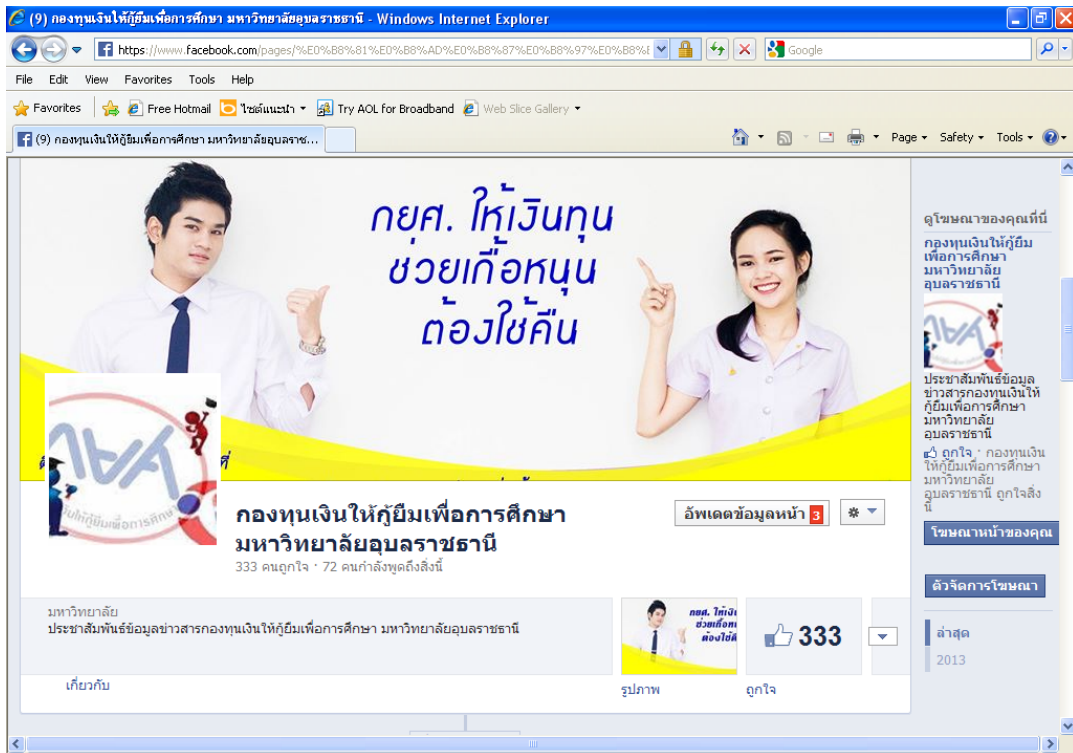 (9) กองทุนเงินให้กู้ยืมเพื่อการศึกษา มหาวิทยาลัยอุบลราชธานี - Windows Internet Explorer
https://www.facebook.com/pages/%E0%B8%81%E0%B8%AD%E0%B8%87%E0%B8%97%E0%B8%
Google
File Edit View Favorites Tools Help
Favorites Free Hotmail ไซต์แนะนำ Try AOL for Broadband Web Slice Gallery
(9) กองทุนเงินให้กู้ยืมเพื่อการศึกษา มหาวิทยาลัยอุบลราช...
Page Safety Tools
กยศ. ให้เงินทุน
ช่วยเกื้อหนุน
ต้องใช้คืน
ที่
กยศ
กองทุนเงินให้กู้ยืมเพื่อการศึกษา
มหาวิทยาลัยอุบลราชธานี
333 คนถูกใจ · 72 คนกำลังพูดถึงสิ่งนี้
อัพเดตข้อมูลหน้า 3
มหาวิทยาลัย
ประชาสัมพันธ์ข้อมูลข่าวสารกองทุนเงินให้กู้ยืมเพื่อการศึกษา มหาวิทยาลัยอุบลราชธานี
เกี่ยวกับ
กยศ. ให้เงิ
ช่วยเกื้อห
ต้องใช้ค
รูปภาพ
333
ถูกใจ
ดูโฆษณาของคุณที่นี่
กองทุนเงินให้กู้ยืม
เพื่อการศึกษา
มหาวิทยาลัย
อุบลราชธานี
ประชาสัมพันธ์ข้อมูล
ข่าวสารกองทุนเงินให้
กู้ยืมเพื่อการศึกษา
มหาวิทยาลัย
อุบลราชธานี
ถูกใจ · กองทุนเงิน
ให้กู้ยืมเพื่อการศึกษา
มหาวิทยาลัย
อุบลราชธานี ถูกใจสิ่ง
นี้
โฆษณาหน้าของคุณ
ตัวจัดการโฆษณา
ล่าสุด
2013